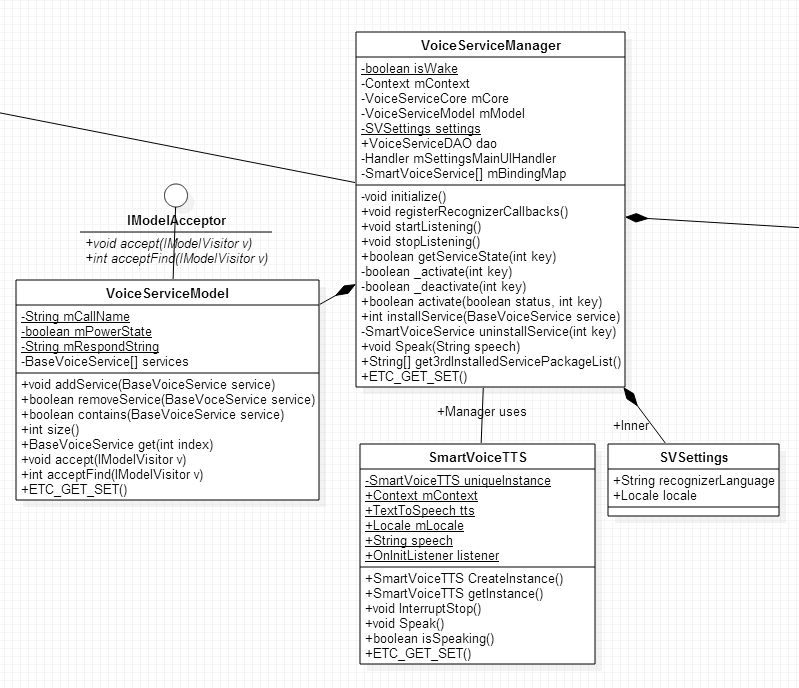 VoiceServiceManager
-boolean isWake
-Context mContext
-VoiceServiceCore mCore
-VoiceServiceModel mModel
-SVSettings settings
+VoiceServiceDAO dao
-Handler mSettingsMainUIHandler
-SmartVoiceService[] mBindingMap
-void initialize()
+void registerRecognizerCallbacks()
+void startListening()
+void stopListening()
+boolean getServiceState(int key)
-boolean _activate(int key)
-boolean _deactivate(int key)
+boolean activate(boolean status, int key)
+int installService(BaseVoiceService service)
-SmartVoiceService uninstallService(int key)
+void Speak(String speech)
+String[] get3rdInstalledServicePackageList()
+ETC_GET_SET()
IModelAcceptor
+void accept(IModelVisitor v)
+int acceptFind(IModelVisitor v)
VoiceServiceModel
-String mCallName
-boolean mPowerState
-String mRespondString
-BaseVoiceService[] services
+void addService(BaseVoiceService service)
+boolean removeService(BaseVoceService service)
+boolean contains(BaseVoiceService service)
+int size()
+BaseVoiceService get(int index)
+void accept(IModelVisitor v)
+int acceptFind(IModelVisitor v)
+ETC_GET_SET()
+Manager uses
+Inner
SmartVoiceTTS
-SmartVoiceTTS uniqueInstance
+Context mContext
+TextToSpeech tts
+Locale mLocale
+String speech
+OnInitListener listener
+SmartVoiceTTS CreateInstance()
+SmartVoiceTTS getInstance()
+void InterruptStop()
+void Speak()
+boolean isSpeaking()
+ETC_GET_SET()
SVSettings
+String recognizerLanguage
+Locale locale